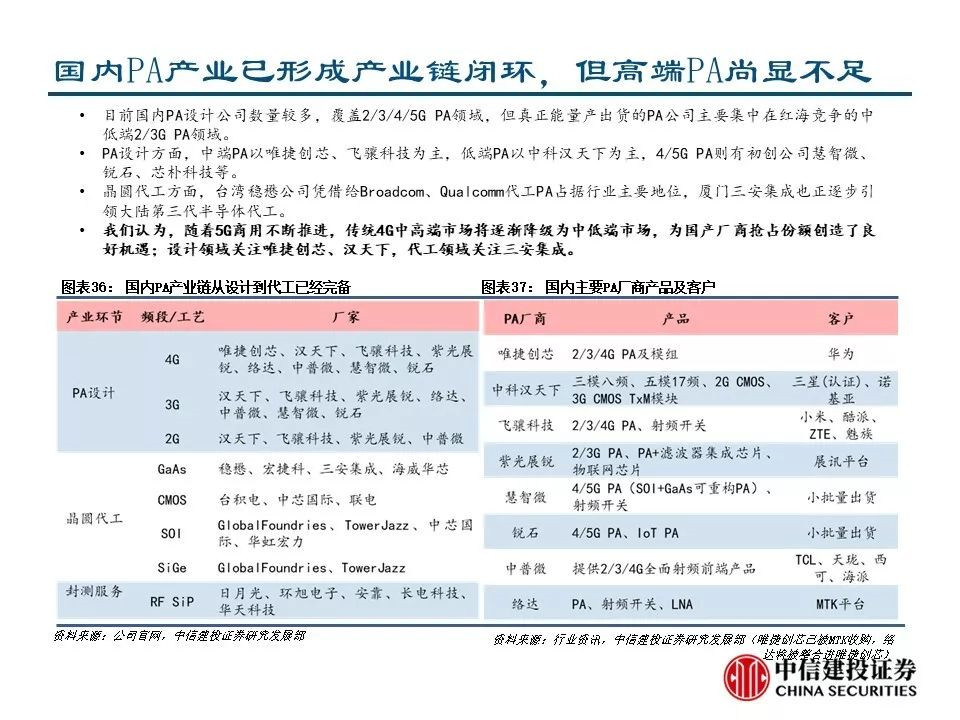 国内PA产业已形成产业链闭环，但高端PA尚显不足
• 目前国内PA设计公司数量较多，覆盖2/3/4/5G PA领域，但真正能量产出货的PA公司主要集中在红海竞争的中
低端2/3G PA领域。
• PA设计方面，中端PA以唯捷创芯、飞骧科技为主，低端PA以中科汉天下为主，4/5G PA则有初创公司慧智微、
锐石、芯朴科技等。
• 晶圆代工方面，台湾稳懋公司凭借给Broadcom、Qualcomm代工PA占据行业主要地位，厦门三安集成也正逐步引
领大陆第三代半导体代工。
• 我们认为，随着5G商用不断推进，传统4G中高端市场将逐渐降级为中低端市场，为国产厂商抢占份额创造了良
好机遇；设计领域关注唯捷创芯、汉天下，代工领域关注三安集成。
图表36： 国内PA产业链从设计到代工已经完备
产业环节 频段/工艺 厂家
PA设计
4G
唯捷创芯、汉天下、飞骧科技、紫光展
锐、络达、中普微、慧智微、锐石
3G
汉天下、飞骧科技、紫光展锐、络达、
中普微、慧智微、锐石
2G 汉天下、飞骧科技、紫光展锐、中普微
晶圆代工
GaAs 稳懋、宏捷科、三安集成、海威华芯
CMOS 台积电、中芯国际、联电
SOI
GlobalFoundries、TowerJazz、中芯国
际、华虹宏力
SiGe GlobalFoundries、TowerJazz
封测服务
RF SiP
日月光、环旭电子、安靠、长电科技、
华天科技
资料来源：公司官网，中信建投证券研究发展部
图表37： 国内主要PA厂商产品及客户
PA厂商 产品 客户
唯捷创芯 2/3/4G PA及模组 华为
中科汉天下
三模八频、五模17频、2G CMOS、
3G CMOS TxM模块
三星(认证)、诺
基亚
飞骧科技 2/3/4G PA、射频开关
小米、酷派、
ZTE、魅族
紫光展锐
2/3G PA、PA+滤波器集成芯片、
物联网芯片
展讯平台
慧智微
4/5G PA（SOI+GaAs可重构PA）、
射频开关
小批量出货
锐石 4/5G PA、IoT PA 小批量出货
中普微 提供2/3/4G全面射频前端产品
TCL、天珑、西
可、海派
络达 PA、射频开关、LNA MTK平台
资料来源：行业资讯，中信建投证券研究发展部（唯捷创芯已被MTK收购，络
达将被整合进唯捷创芯）
中信建投证券
CHINA SECURITIES